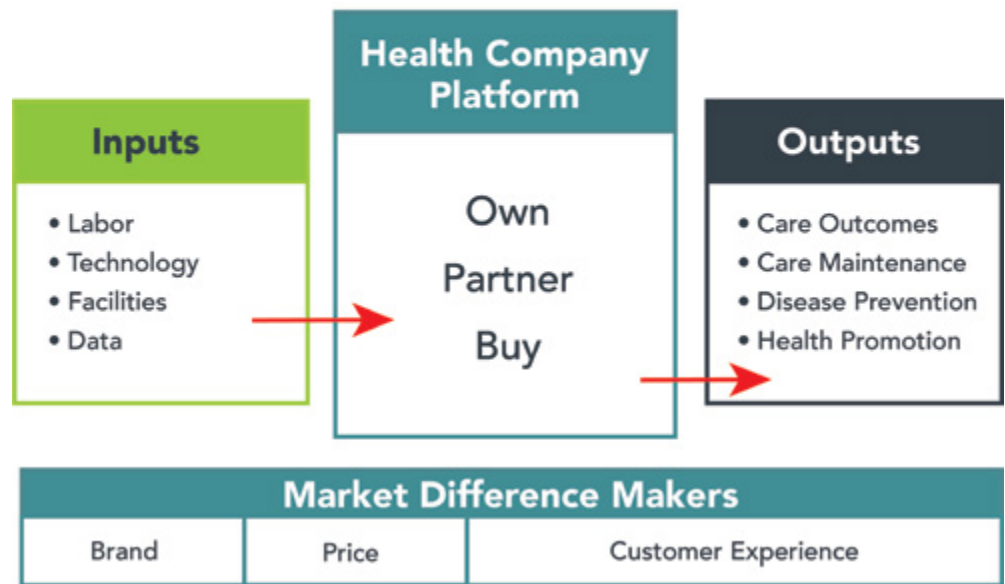 Health Company
Platform
Inputs
Outputs
• Labor
• Technology
• Facilities
• Data
Own
Partner
Buy
• Care Outcomes
• Care Maintenance
• Disease Prevention
• Health Promotion
Market Difference Makers
Brand
Price
Customer Experience